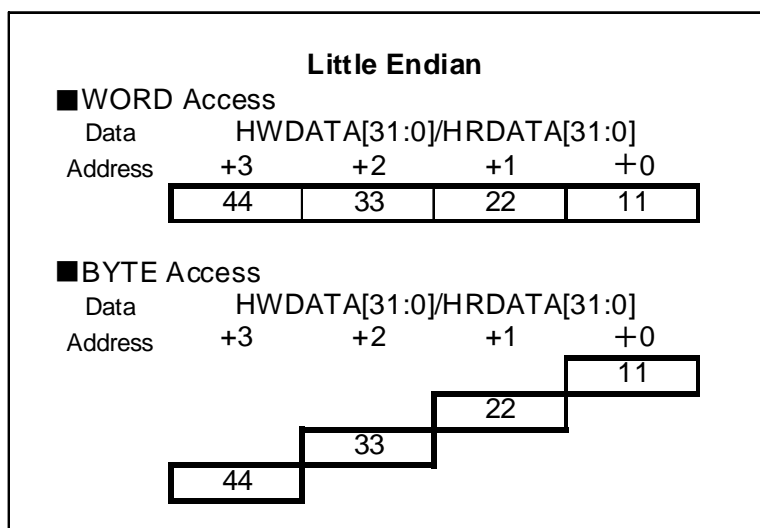 Little Endian
■WORD Access
Data HWDATA[31:0]/HRDATA[31:0]
Address +3 +2 +1 +0
44 33 22 11
■BYTE Access
Data HWDATA[31:0]/HRDATA[31:0]
Address +3 +2 +1 +0
11
22
33
44